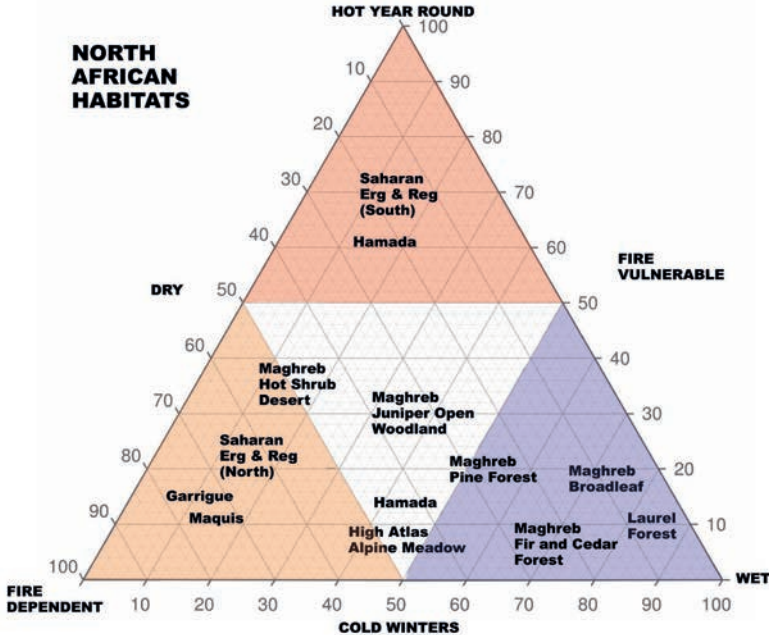 HOT YEAR ROUND
NORTH
AFRICAN
HABITATS
100
10
90
20
80
30
70
Saharan
Erg & Reg
(South)
40
60
Hamada
FIRE
VULNERABLE
DRY
50
50
60
40
Maghreb
Hot Shrub
Desert
Maghreb
Juniper Open
Woodland
70
30
Saharan
Erg & Reg
(North)
80
20
Maghreb
Pine Forest
Maghreb
Broadleaf
Garrigue
Hamada
Maquis
90
10
High Atlas
Alpine Meadow
Maghreb
Fir and Cedar
Forest
Laurel
Forest
100
WET
FIRE
DEPENDENT
10 20 30 40 50 60 70 80 90 100
COLD WINTERS